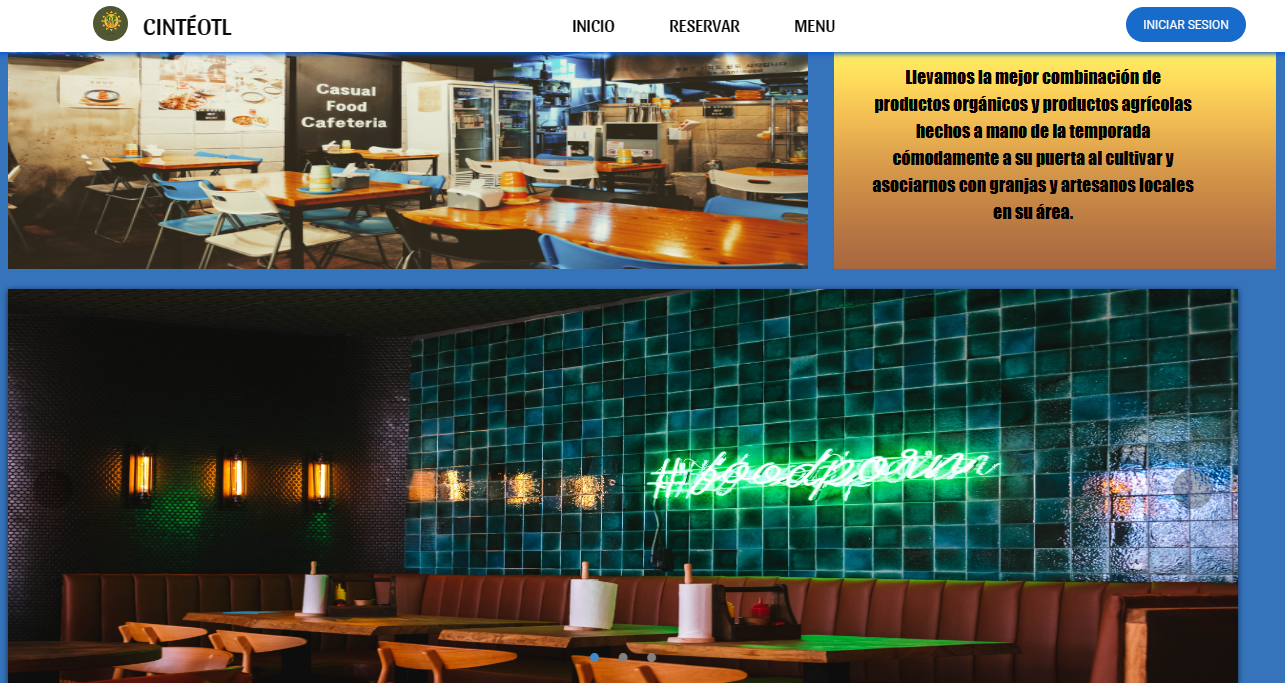 CINTÉOTL
INICIO
RESERVAR
MENU
INICIAR SESION
Casual
Food
Cafeteria
Llevamos la mejor combinación de
productos orgánicos y productos agrícolas
hechos a mano de la temporada
cómodamente a su puerta al cultivar y
asociarnos con granjas y artesanos locales
en su área.
#foodpornn